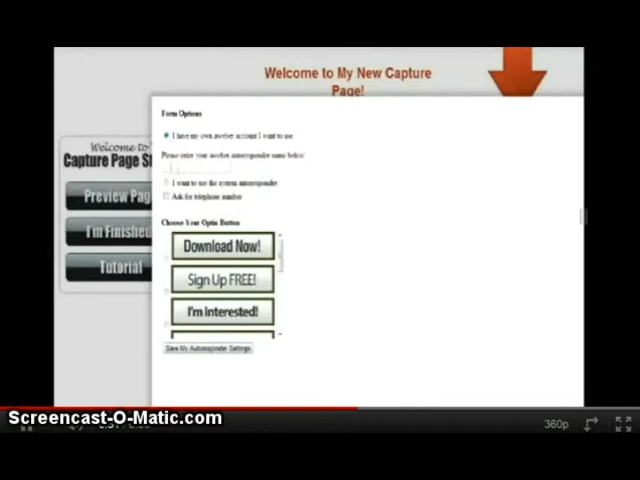 Welcome to My New Capture
Page!
Form Options
I have my own aweber account I want to use
Please enter your aweber autoresponder name below
I want to use the system autoresponder
Ask for telephone number
Choose Your Optin Button
Download Now!
Sign Up FREE!
I'm Interested!
Save My Autoresponder Settings
Welcome to
Capture Page St
Preview Pag
I'm Finished
Tutorial
Screencast-O-Matic.com
360p